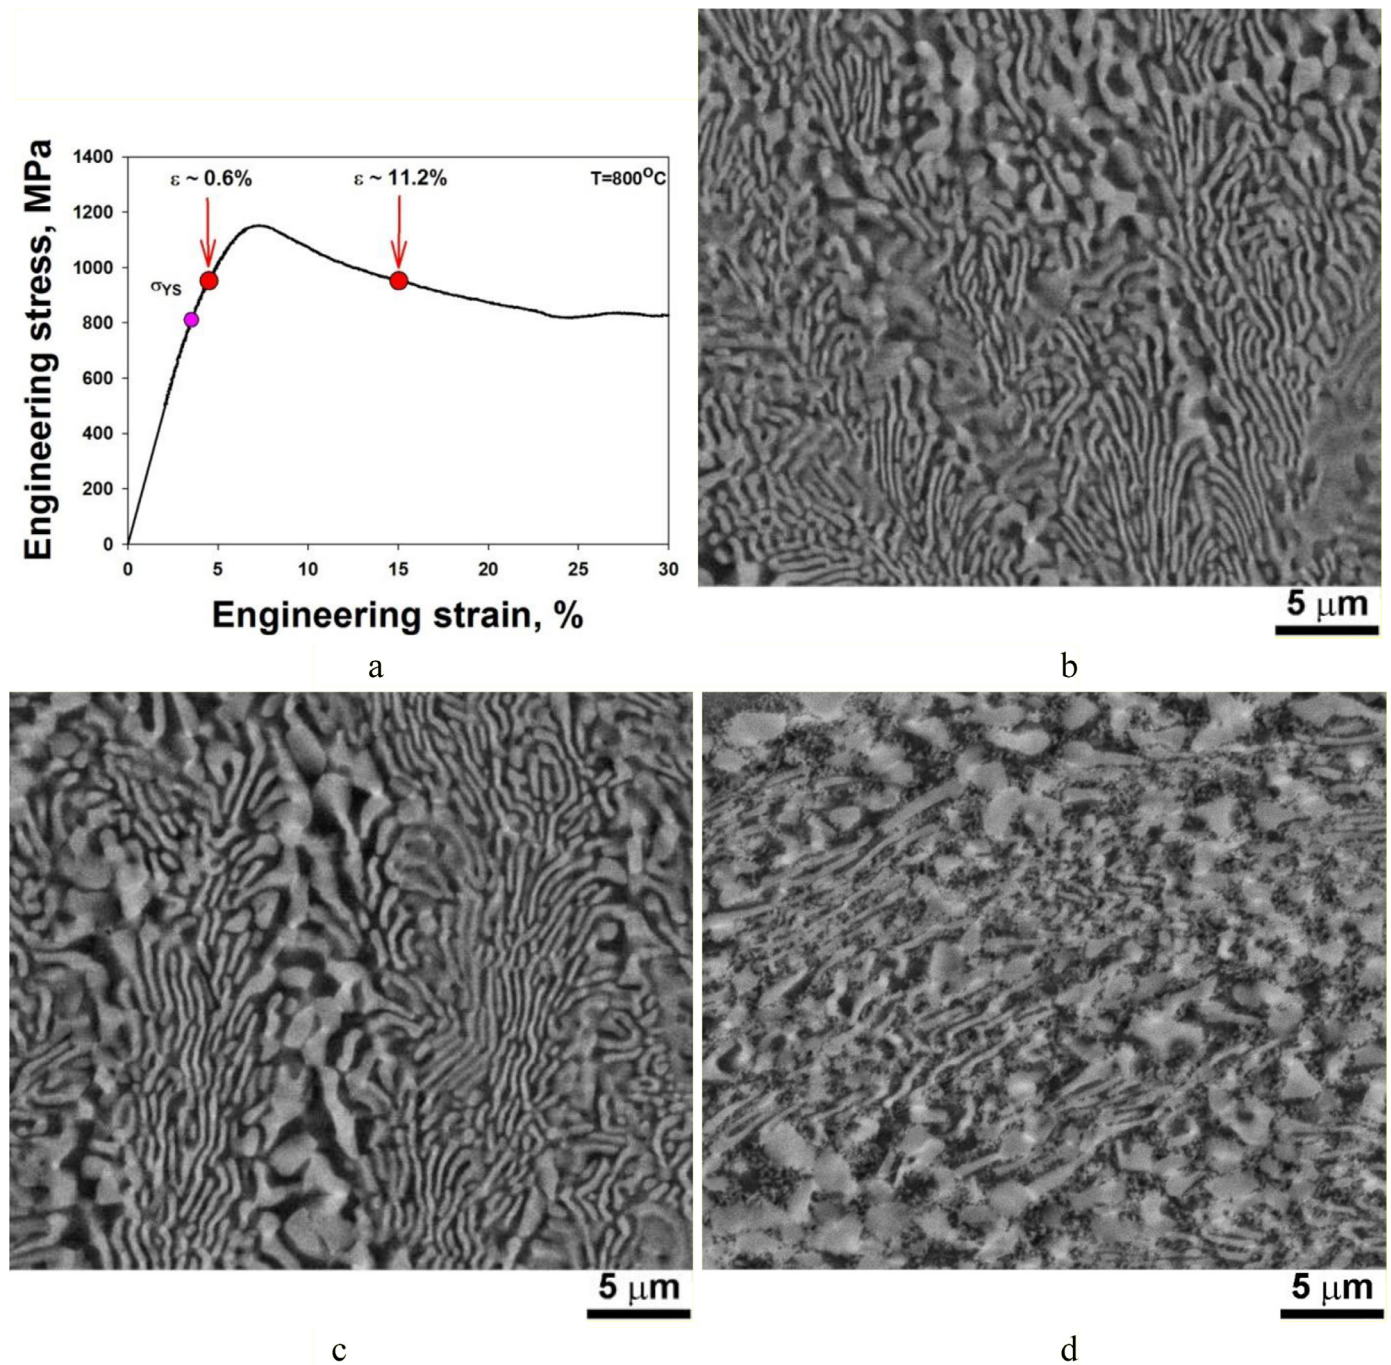 1400
ε ~ 0.6%
ε ~ 11.2%
T=800°C
1200
1000
σYS
800
600
400
200
0
0 5 10 15 20 25 30
Engineering stress, MPa
Engineering strain, %
5 μm
a
b
5 μm
5 μm
c
d